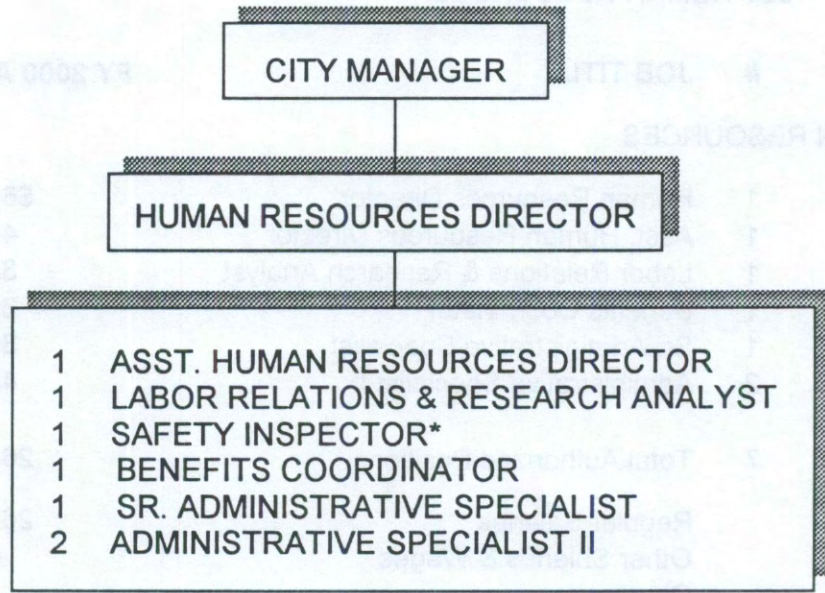 CITY MANAGER
HUMAN RESOURCES DIRECTOR
1 ASST. HUMAN RESOURCES DIRECTOR
1 LABOR RELATIONS & RESEARCH ANALYST
1 SAFETY INSPECTOR*
1 BENEFITS COORDINATOR
1 SR. ADMINISTRATIVE SPECIALIST
2 ADMINISTRATIVE SPECIALIST II